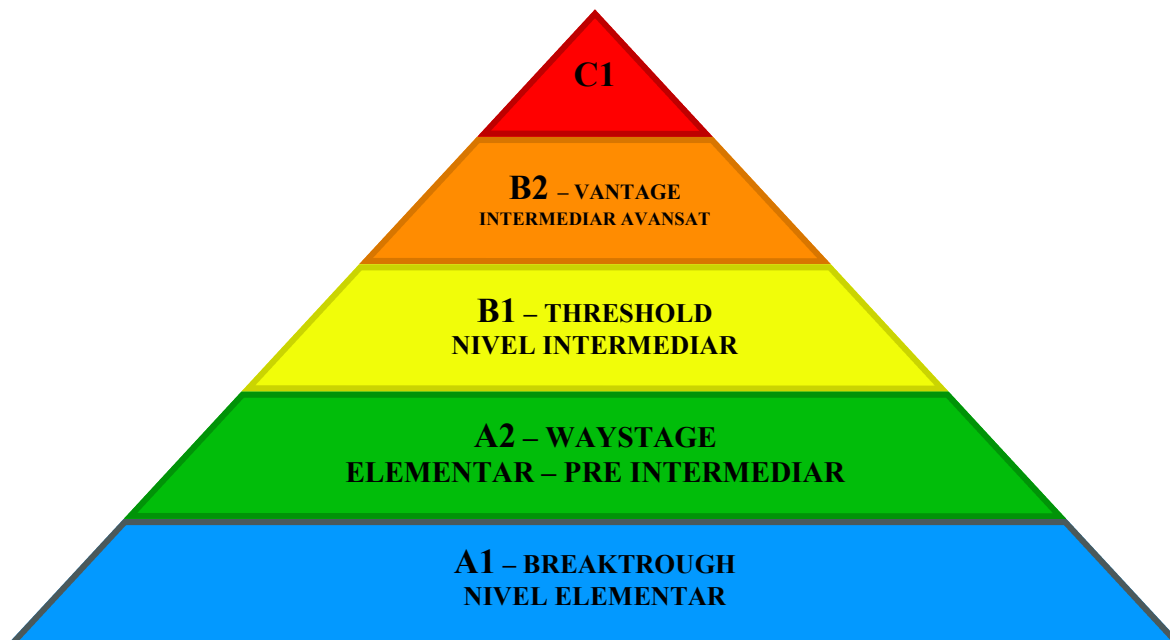 C1
B2 – VANTAGE
INTERMEDIAR AVANSAT
B1 – THRESHOLD
NIVEL INTERMEDIAR
A2 – WAYSTAGE
ELEMENTAR – PRE INTERMEDIAR
A1 – BREAKTROUGH
NIVEL ELEMENTAR